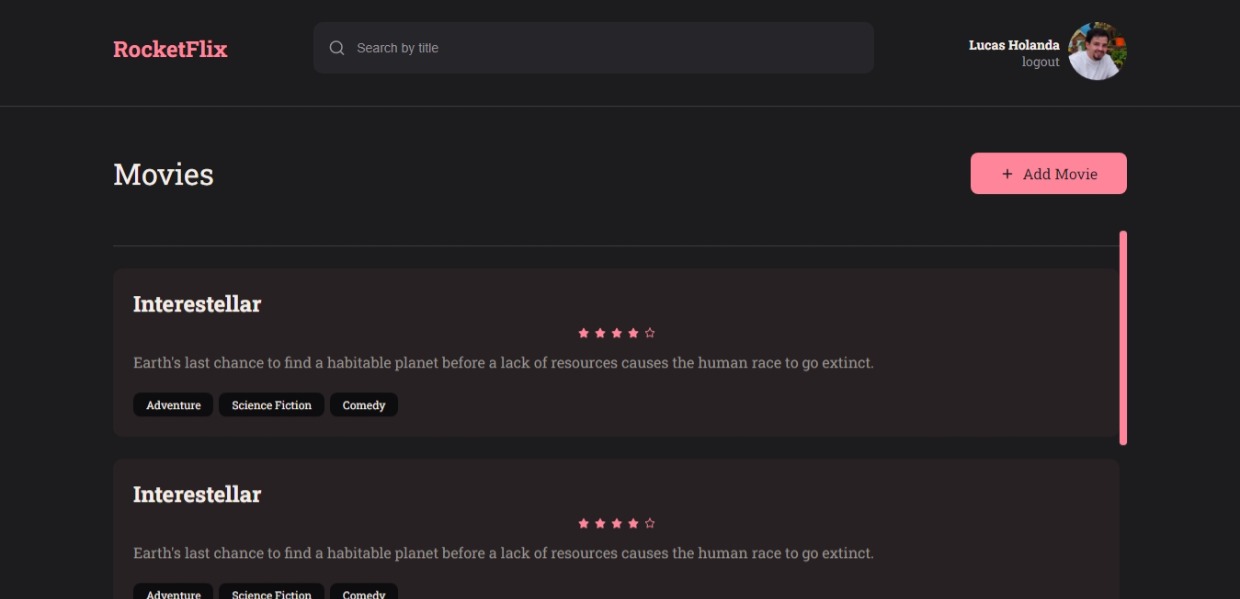 RocketFlix
Search by title
Lucas Holanda
logout
Movies
+ Add Movie
Interestellar
Earth's last chance to find a habitable planet before a lack of resources causes the human race to go extinct.
Adventure Science Fiction Comedy
Interestellar
Earth's last chance to find a habitable planet before a lack of resources causes the human race to go extinct.
Adventure Science Fiction Comedy